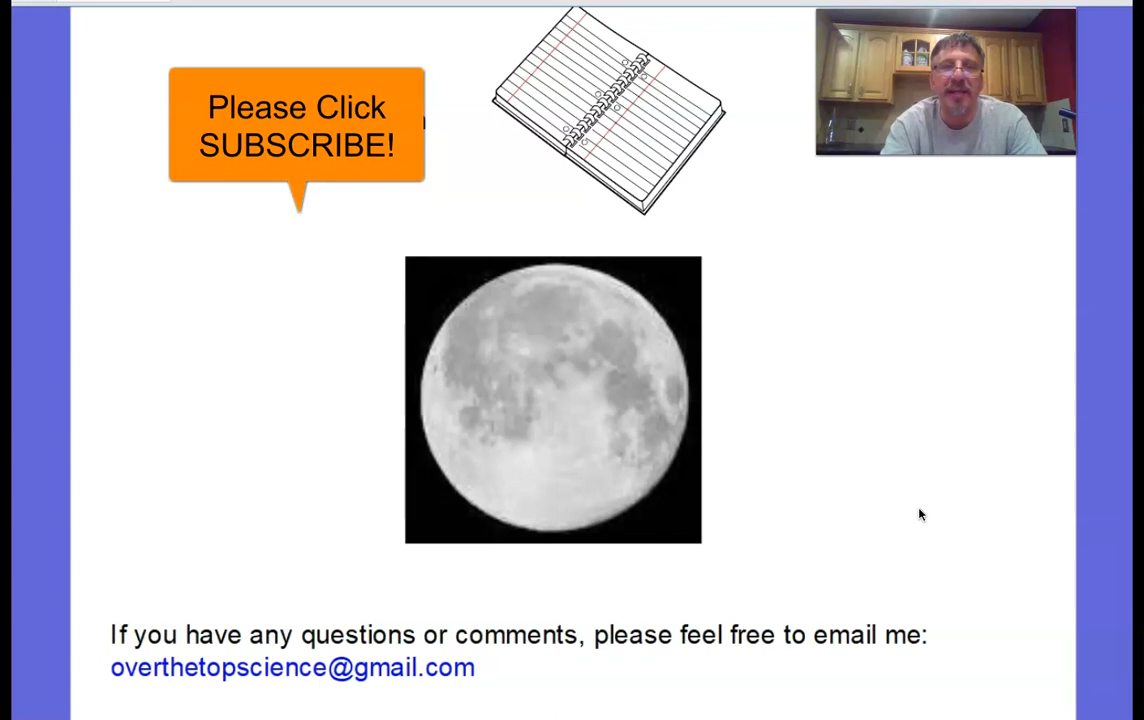 Please Click
SUBSCRIBE!
If you have any questions or comments, please feel free to email me:
overthetopscience@gmail.com